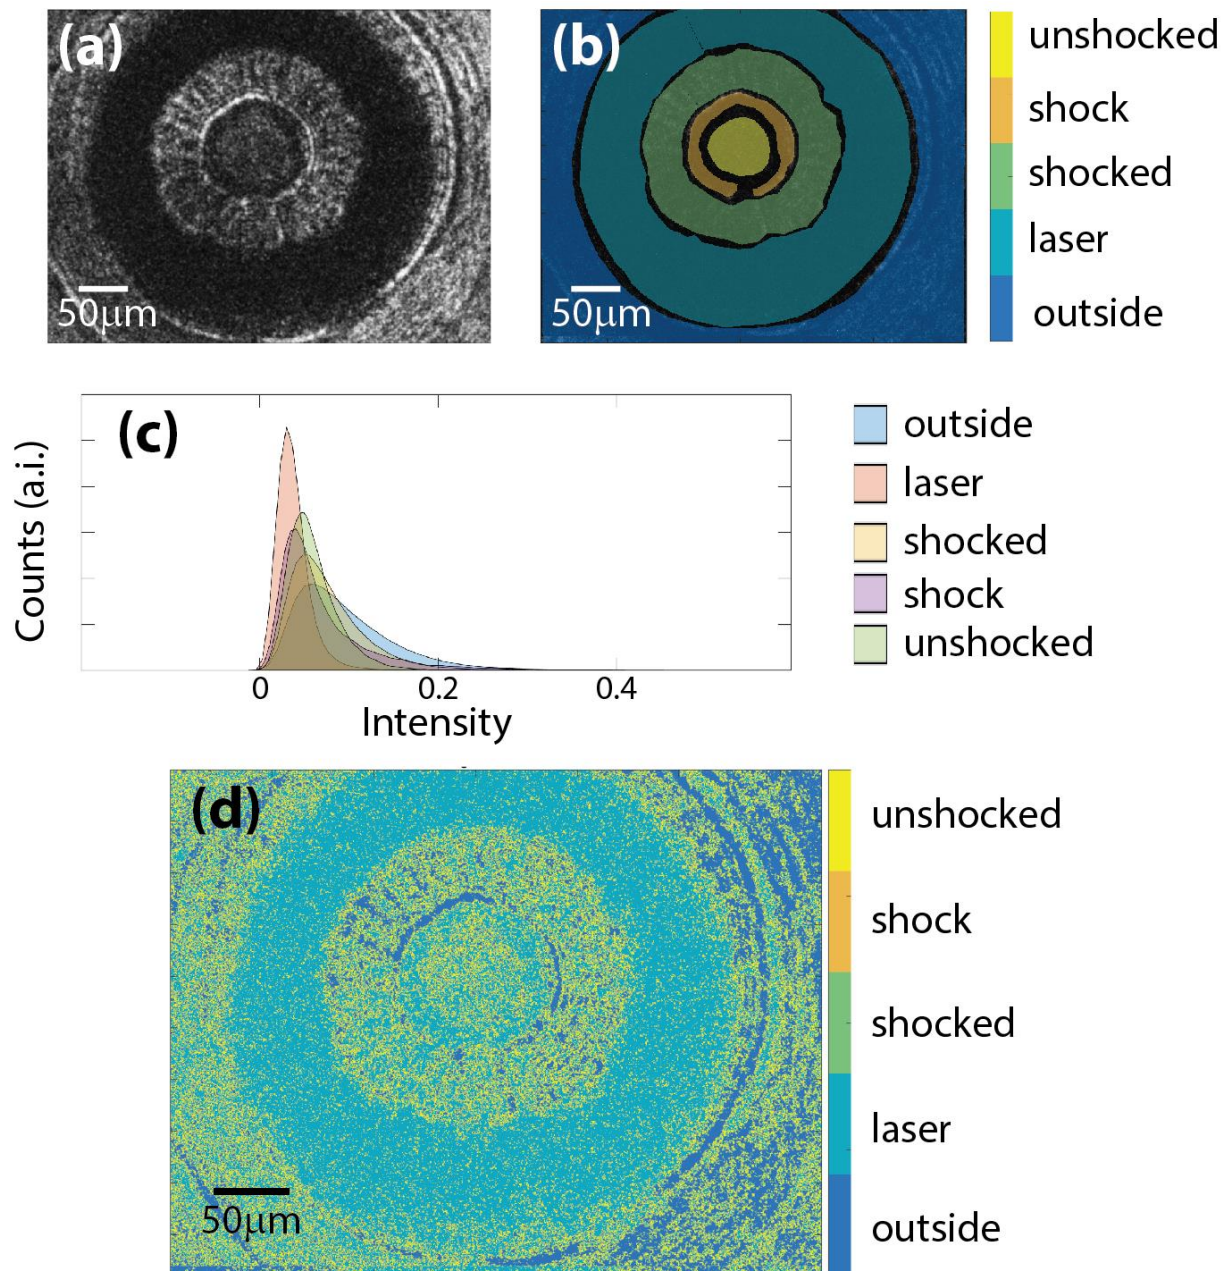 (a)
50μm
(b)
50μm
unshocked
shock
shocked
laser
outside
(c)
Counts (a.i.)
0
0.2
0.4
Intensity
outside
laser
shocked
shock
unshocked
(d)
50μm
unshocked
shock
shocked
laser
outside